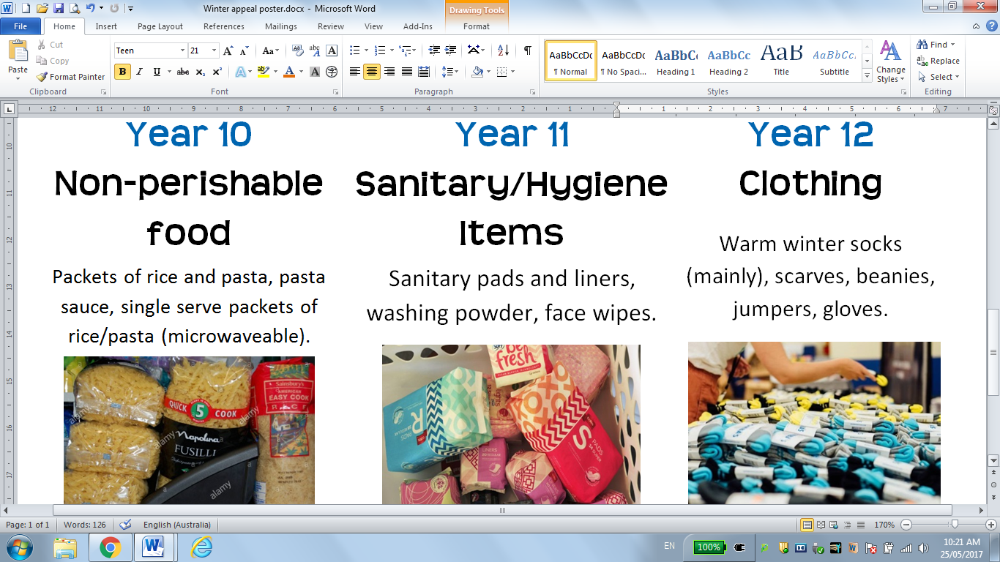 Winter appeal poster.docx - Microsoft Word
Drawing Tools
File Home Insert Page Layout References Mailings Review View Add-Ins Format
Paste
Cut
Copy
Format Painter
Clipboard
Teen 21
Font
Paragraph
AaBbCcDc AaBbCcDc AaBbC AaBbCc AaB AaBbCc.
¶ Normal ¶ No Spaci... Heading 1 Heading 2 Title Subtitle
Change Styles
Styles
Find
Replace
Select
Editing
12 11 10 9 8 7 6 5 4 3 2 1 1 2 3 4 5 6 7
10
11
12
13
14
15
16
17
Year 10
Non-perishable
food
Packets of rice and pasta, pasta
sauce, single serve packets of
rice/pasta (microwaveable).
QUICK 5 COOK
Napolina
FUSILLI
Sainsbury's
AMERICAN
EASY COOK
RICE
alamy
alamy
alamy
alamy
Year 11
Sanitary/Hygiene
Items
Sanitary pads and liners,
washing powder, face wipes.
be
fresh
R
PADS
LINERS
S
PADS
SUPER
Year 12
Clothing
Warm winter socks
(mainly), scarves, beanies,
jumpers, gloves.
Page: 1 of 1 Words: 126 English (Australia) 170%
EN 100% 10:21 AM
25/05/2017